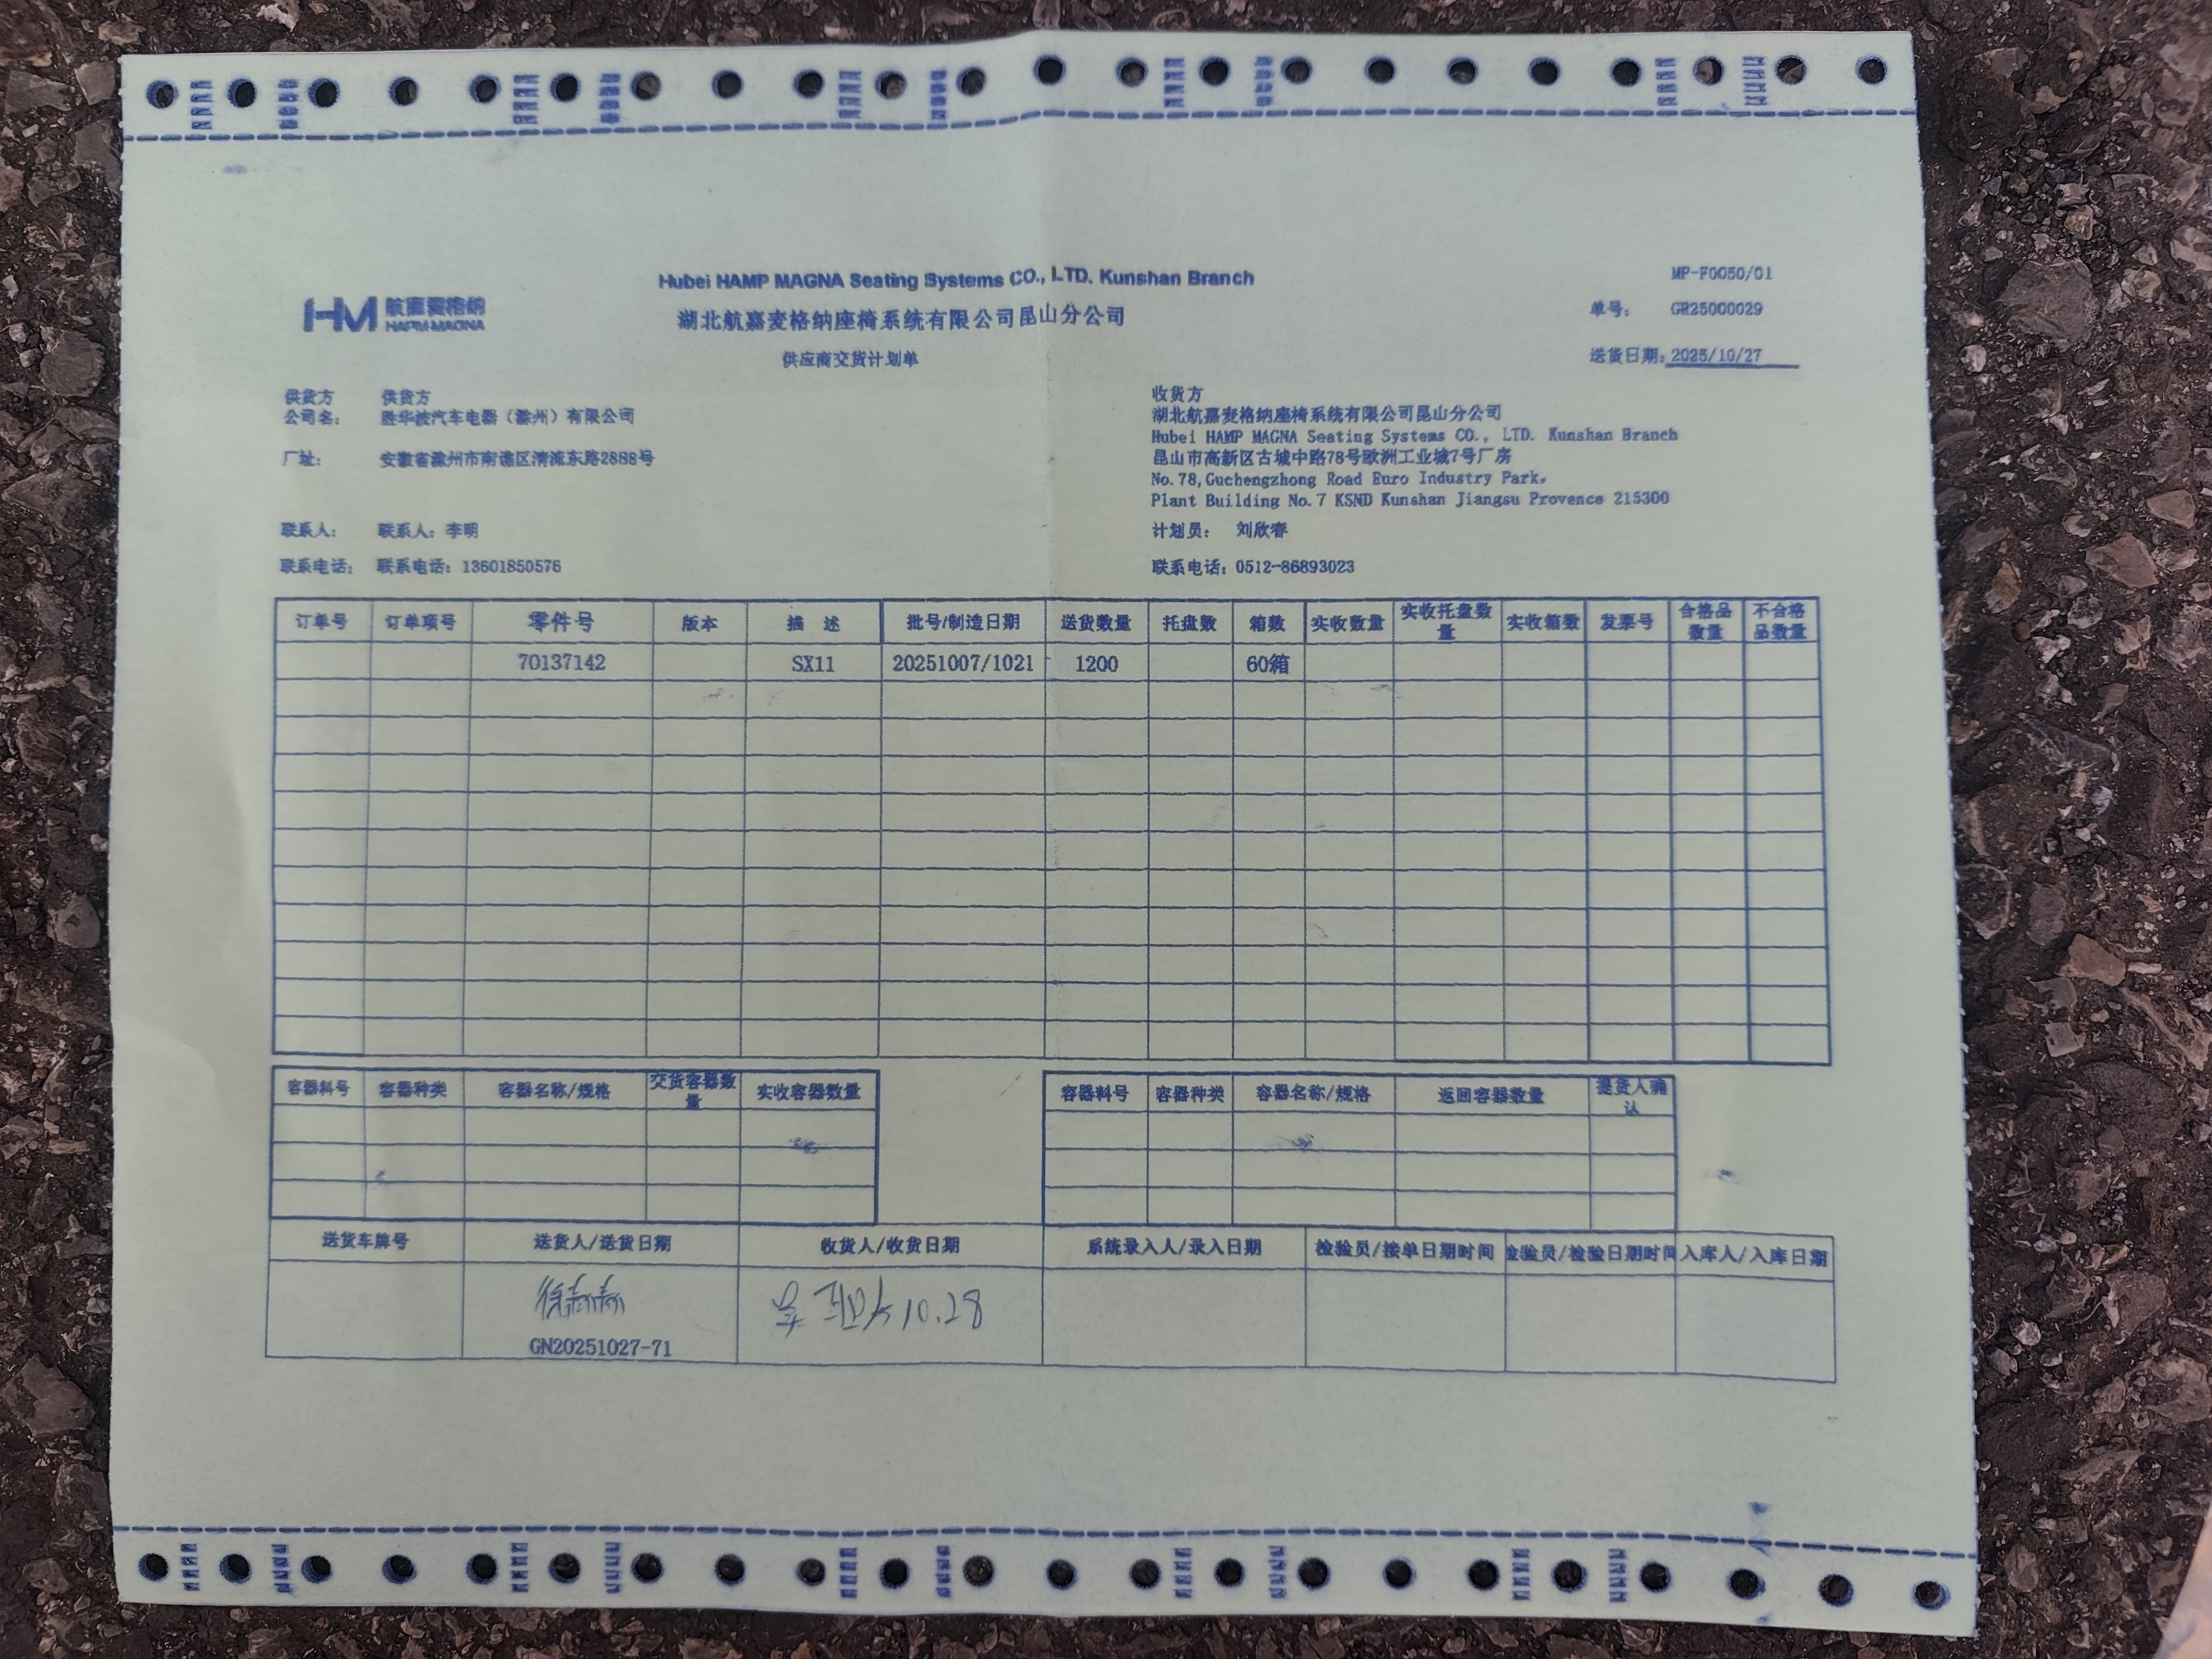 Hubei HAMP MAGNA Seating Systems CO., LTD. Kunshan Branch
MP-F0050/01
航嘉麦格纳
HAPM MAGNA
湖北航嘉麦格纳座椅系统有限公司昆山分公司
单号: GR25000029
供应商交货计划单
送货日期: 2025/10/27
供货方 供货方
公司名: 胜华波汽车电器（滁州）有限公司
厂址: 安徽省滁州市南谯区清流东路2888号
联系人: 联系人: 李明
联系电话: 联系电话: 13601850576
收货方
湖北航嘉麦格纳座椅系统有限公司昆山分公司
Hubei HAMP MAGNA Seating Systems CO., LTD. Kunshan Branch
昆山市高新区古城中路78号欧洲工业城7号厂房
No.78,Guchengzhong Road Euro Industry Park,
Plant Building No.7 KSND Kunshan Jiangsu Provence 215300
计划员: 刘欣春
联系电话: 0512-86893023
订单号 订单项号 零件号 版本 描 述 批号/制造日期 送货数量 托盘数 箱数 实收数量 实收托盘数量 实收箱数 发票号 合格品数量 不合格品数量
70137142 SX11 20251007/1021 1200 60箱
容器料号 容器种类 容器名称/规格 交货容器数量 实收容器数量
容器料号 容器种类 容器名称/规格 返回容器数量 提货人确认
送货车牌号 送货人/送货日期 收货人/收货日期 系统录入人/录入日期 检验员/接单日期时间 检验员/检验日期时间 入库人/入库日期
10.28
GN20251027-71